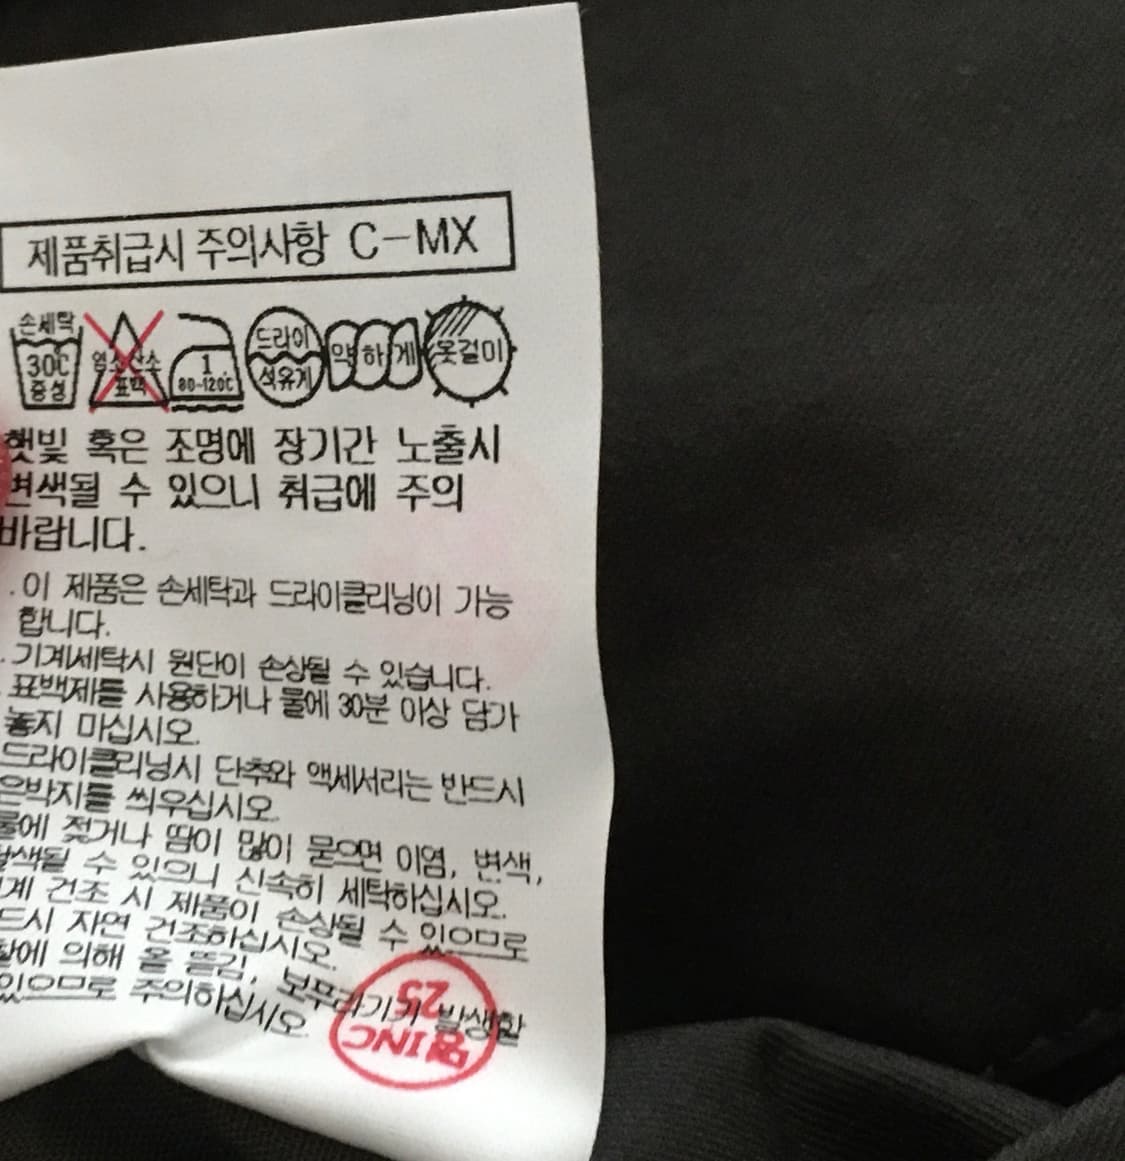 제품취급시 주의사항 C-MX
손세탁
30℃
중성
염소산소
표백
1
80-120℃
드라이
석유계
약하게
옷걸이
햇빛 혹은 조명에 장기간 노출시
변색될 수 있으니 취급에 주의
바랍니다.
.이 제품은 손세탁과 드라이클리닝이 가능
합니다.
.기계세탁시 원단이 손상될 수 있습니다.
표백제를 사용하거나 물에 30분 이상 담가
놓지 마십시오.
드라이클리닝시 단추와 액세서리는 반드시
은박지를 씌우십시오.
물에 젖거나 땀이 많이 묻으면 이염, 변색,
탈색될 수 있으니 신속히 세탁하십시오.
계 건조 시 제품이 손상될 수 있으므로
드시 자연 건조하십시오.
찰에 의해 올 뜯김, 보푸라기가 발생할
있으므로 주의하십시오.
25
INC